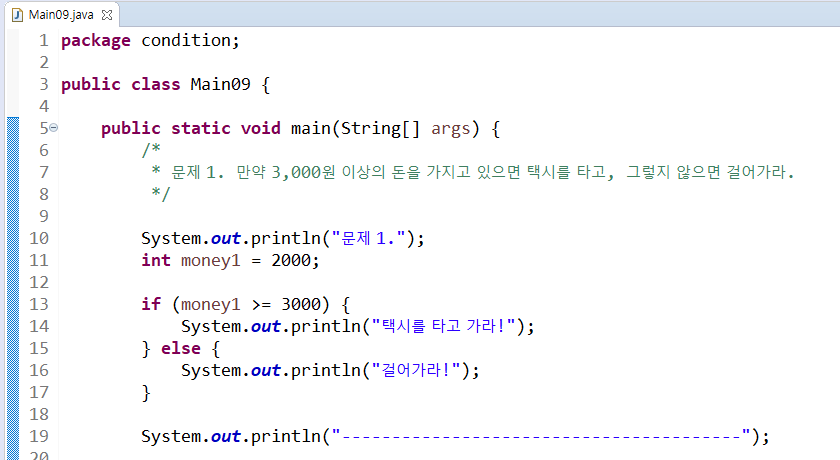 Main09.java
1 package condition;
2
3 public class Main09 {
4
5 public static void main(String[] args) {
6 /*
7 * 문제 1. 만약 3,000원 이상의 돈을 가지고 있으면 택시를 타고, 그렇지 않으면 걸어가라.
8 */
9
10 System.out.println("문제 1.");
11 int money1 = 2000;
12
13 if (money1 >= 3000) {
14 System.out.println("택시를 타고 가라!");
15 } else {
16 System.out.println("걸어가라!");
17 }
18
19 System.out.println("----------------------------------------");
20